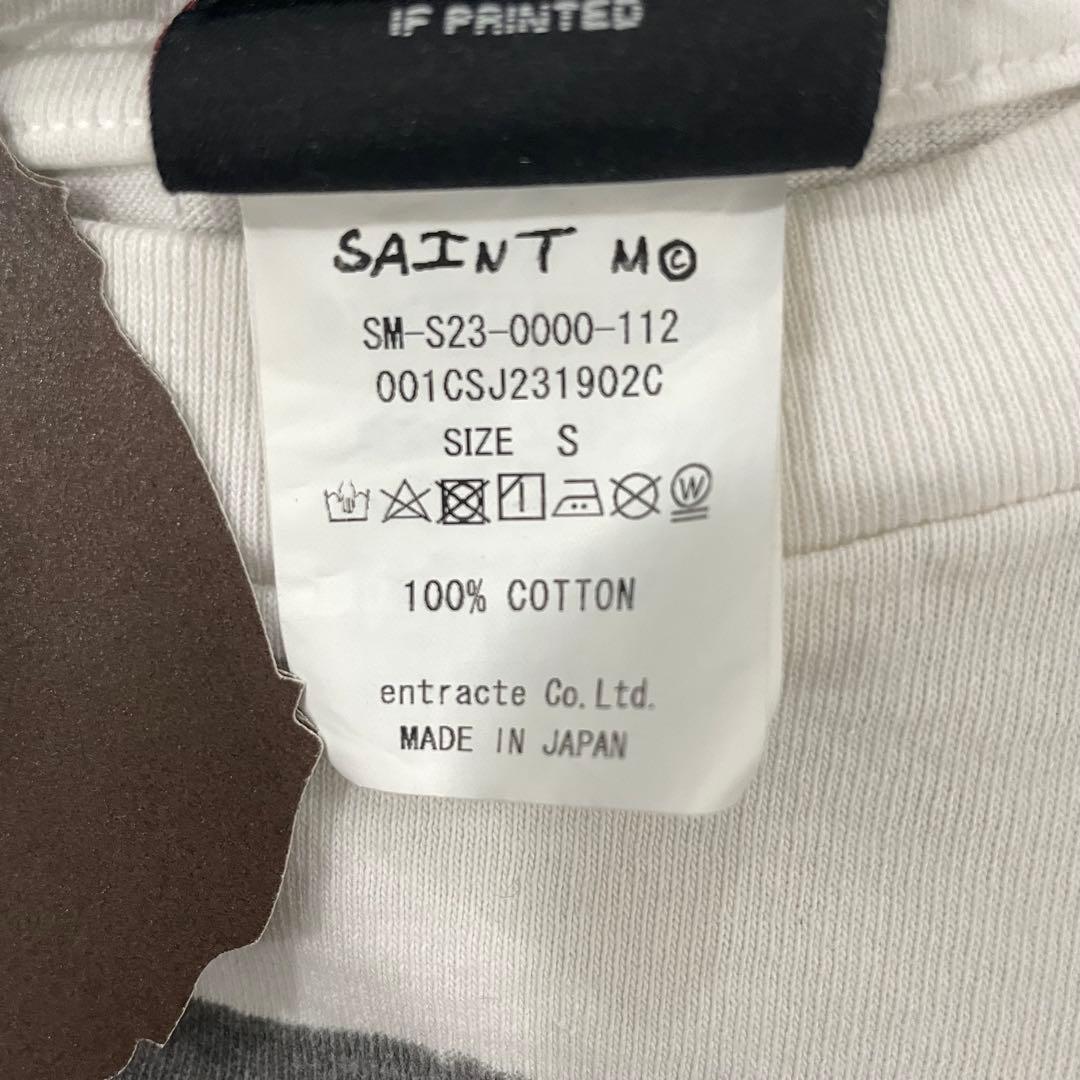 IF PRINTED
SAINT M©
SM-S23-0000-112
001CSJ231902C
SIZE S
W
100% COTTON
entracte Co. Ltd.
MADE IN JAPAN